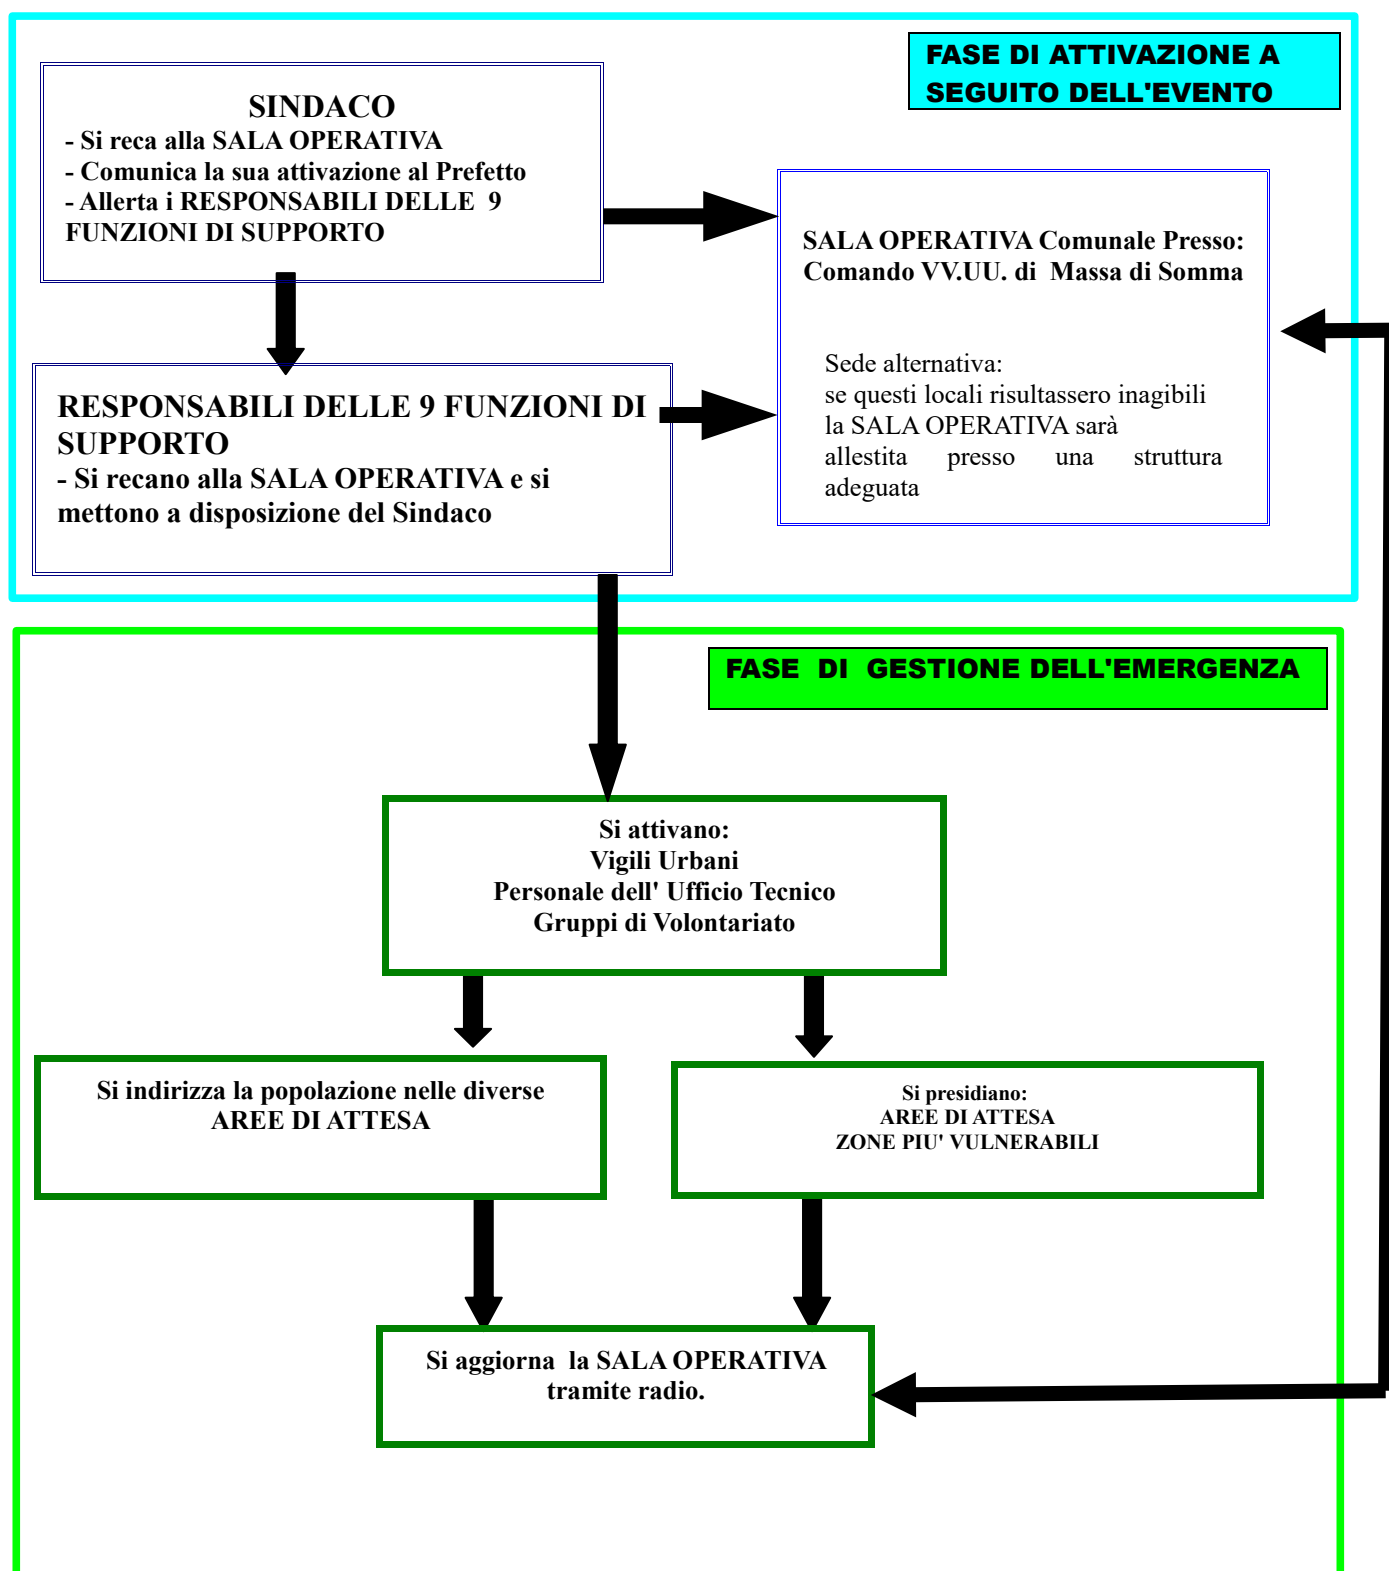 FASE DI ATTIVAZIONE A
SEGUITO DELL'EVENTO
SINDACO
- Si reca alla SALA OPERATIVA
- Comunica la sua attivazione al Prefetto
- Allerta i RESPONSABILI DELLE 9
FUNZIONI DI SUPPORTO
SALA OPERATIVA Comunale Presso:
Comando VV.UU. di Massa di Somma
Sede alternativa:
se questi locali risultassero inagibili
la SALA OPERATIVA sarà
allestita presso una struttura
adeguata
RESPONSABILI DELLE 9 FUNZIONI DI
SUPPORTO
- Si recano alla SALA OPERATIVA e si
mettono a disposizione del Sindaco
FASE DI GESTIONE DELL'EMERGENZA
Si attivano:
Vigili Urbani
Personale dell' Ufficio Tecnico
Gruppi di Volontariato
Si indirizza la popolazione nelle diverse
AREE DI ATTESA
Si presidiano:
AREE DI ATTESA
ZONE PIU' VULNERABILI
Si aggiorna la SALA OPERATIVA
tramite radio.